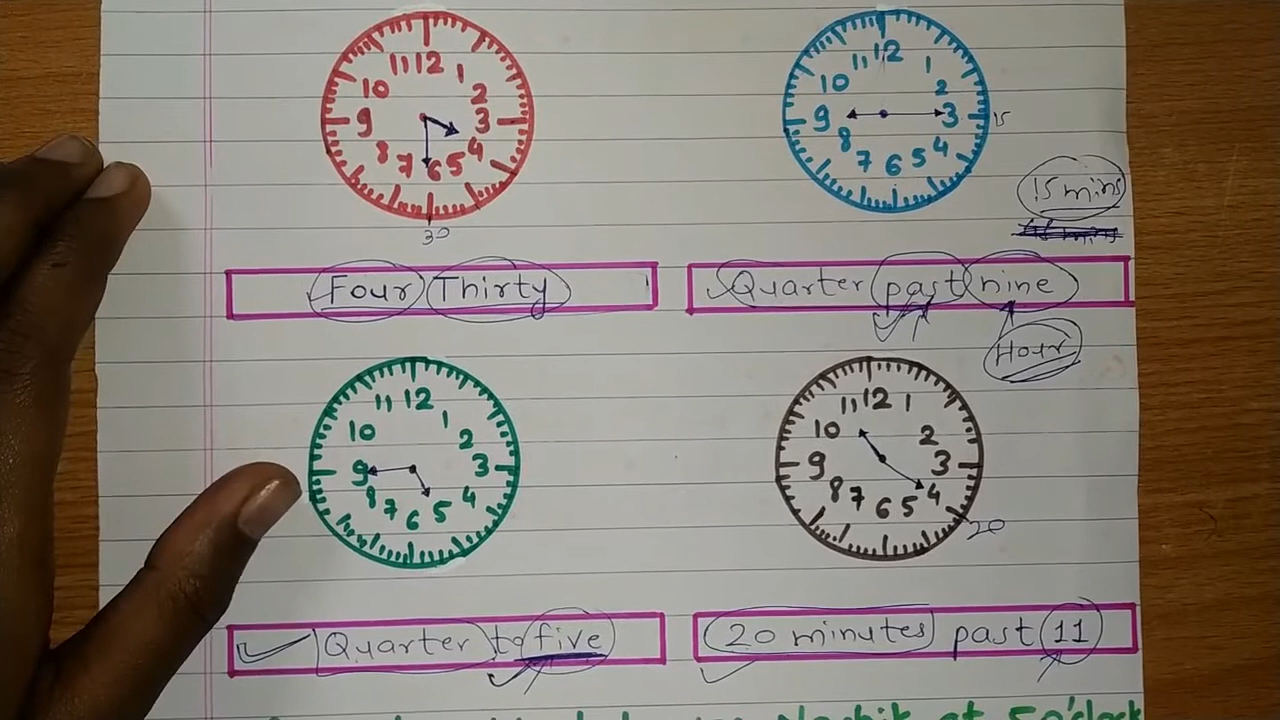 11 12 1
10 2
9 3
8 4
7 6 5
30
11 12 1
10 2
9 3 15
8 4
7 6 5
15 mins
Four Thirty
Quarter past nine
Hour
11 12 1
10 2
9 3
8 4
7 6 5
11 12 1
10 2
9 3
8 4
7 6 5
20
Quarter to five
20 minutes past 11
at 5 o'clock